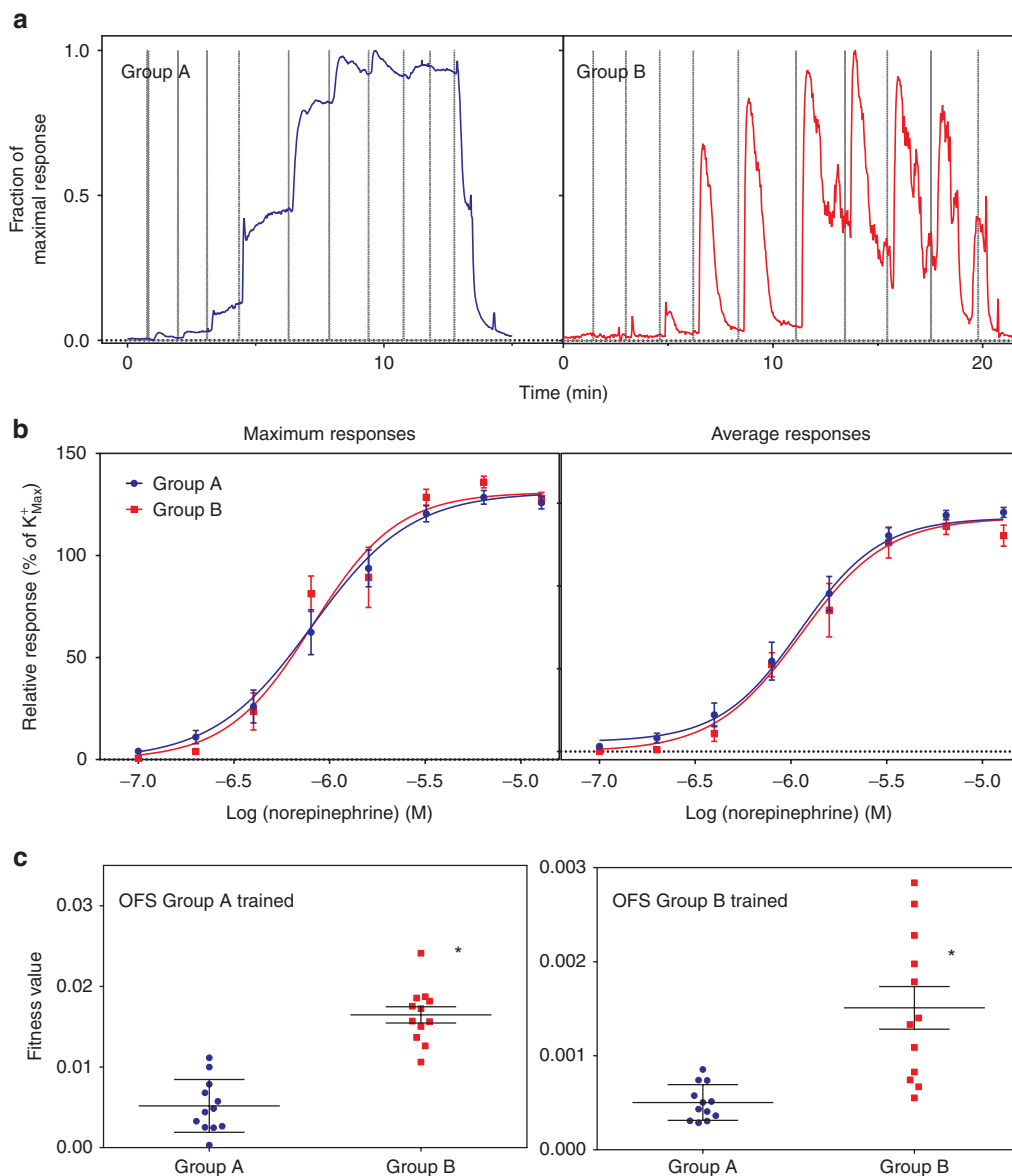 a
1.0
0.5
0.0
Fraction of
maximal response
Group A
Group B
0
10
0
10
20
Time (min)
b
Maximum responses
Average responses
150
100
50
0
Relative response (% of K+Max)
Group A
Group B
−7.0 −6.5 −6.0 −5.5 −5.0
−7.0 −6.5 −6.0 −5.5 −5.0
Log (norepinephrine) (M)
Log (norepinephrine) (M)
c
OFS Group A trained
0.03
0.02
0.01
0.00
Fitness value
*
Group A
Group B
OFS Group B trained
0.003
0.002
0.001
0.000
*
Group A
Group B